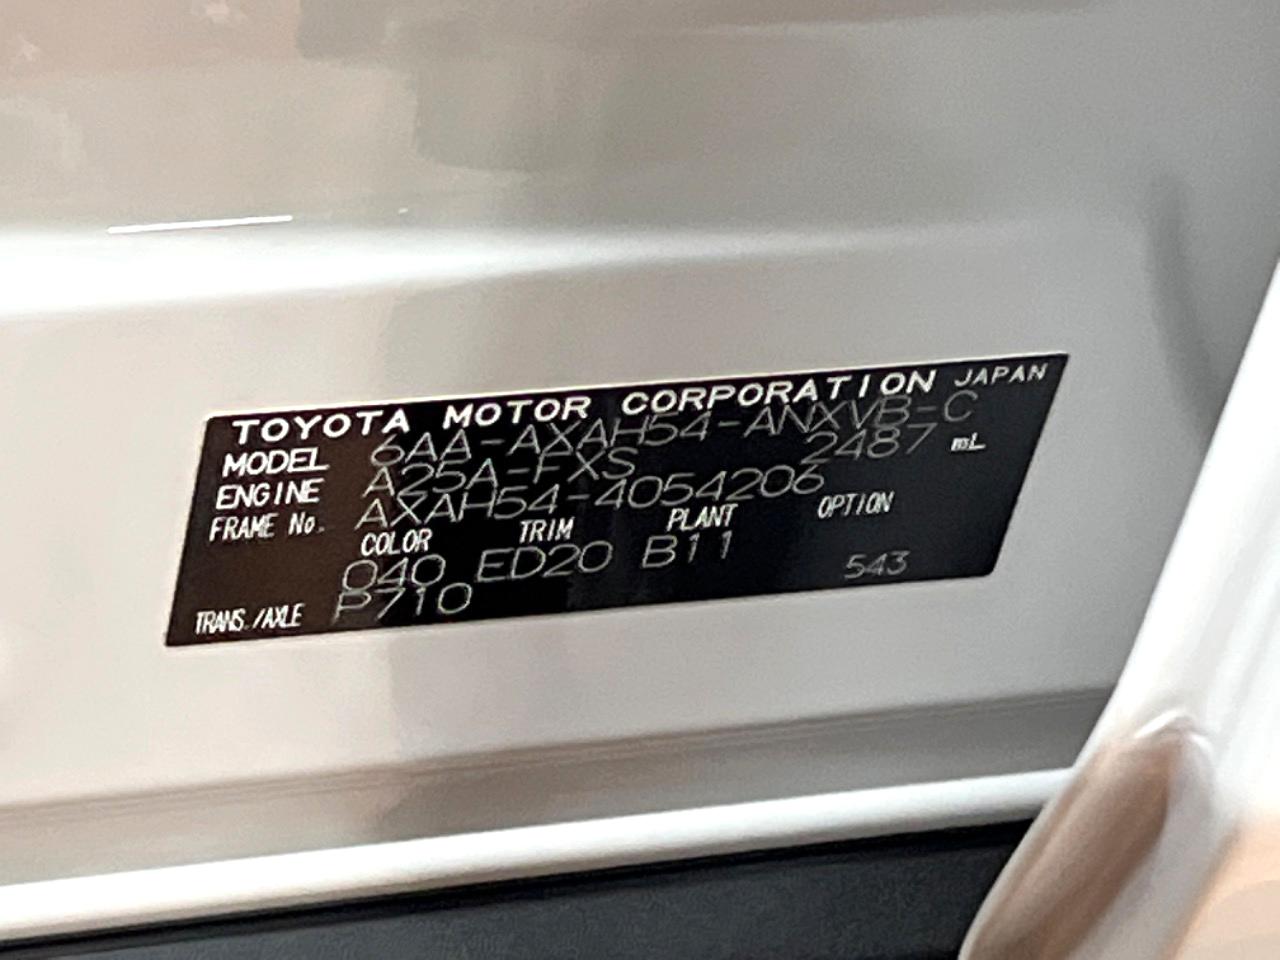 TOYOTA MOTOR CORPORATION JAPAN
MODEL 6AA-AXAH54-ANXVB-C
ENGINE A25A-FXS 2487 mL
FRAME No. AXAH54-4054206
COLOR TRIM PLANT OPTION
040 ED20 B11 543
TRANS./AXLE P710